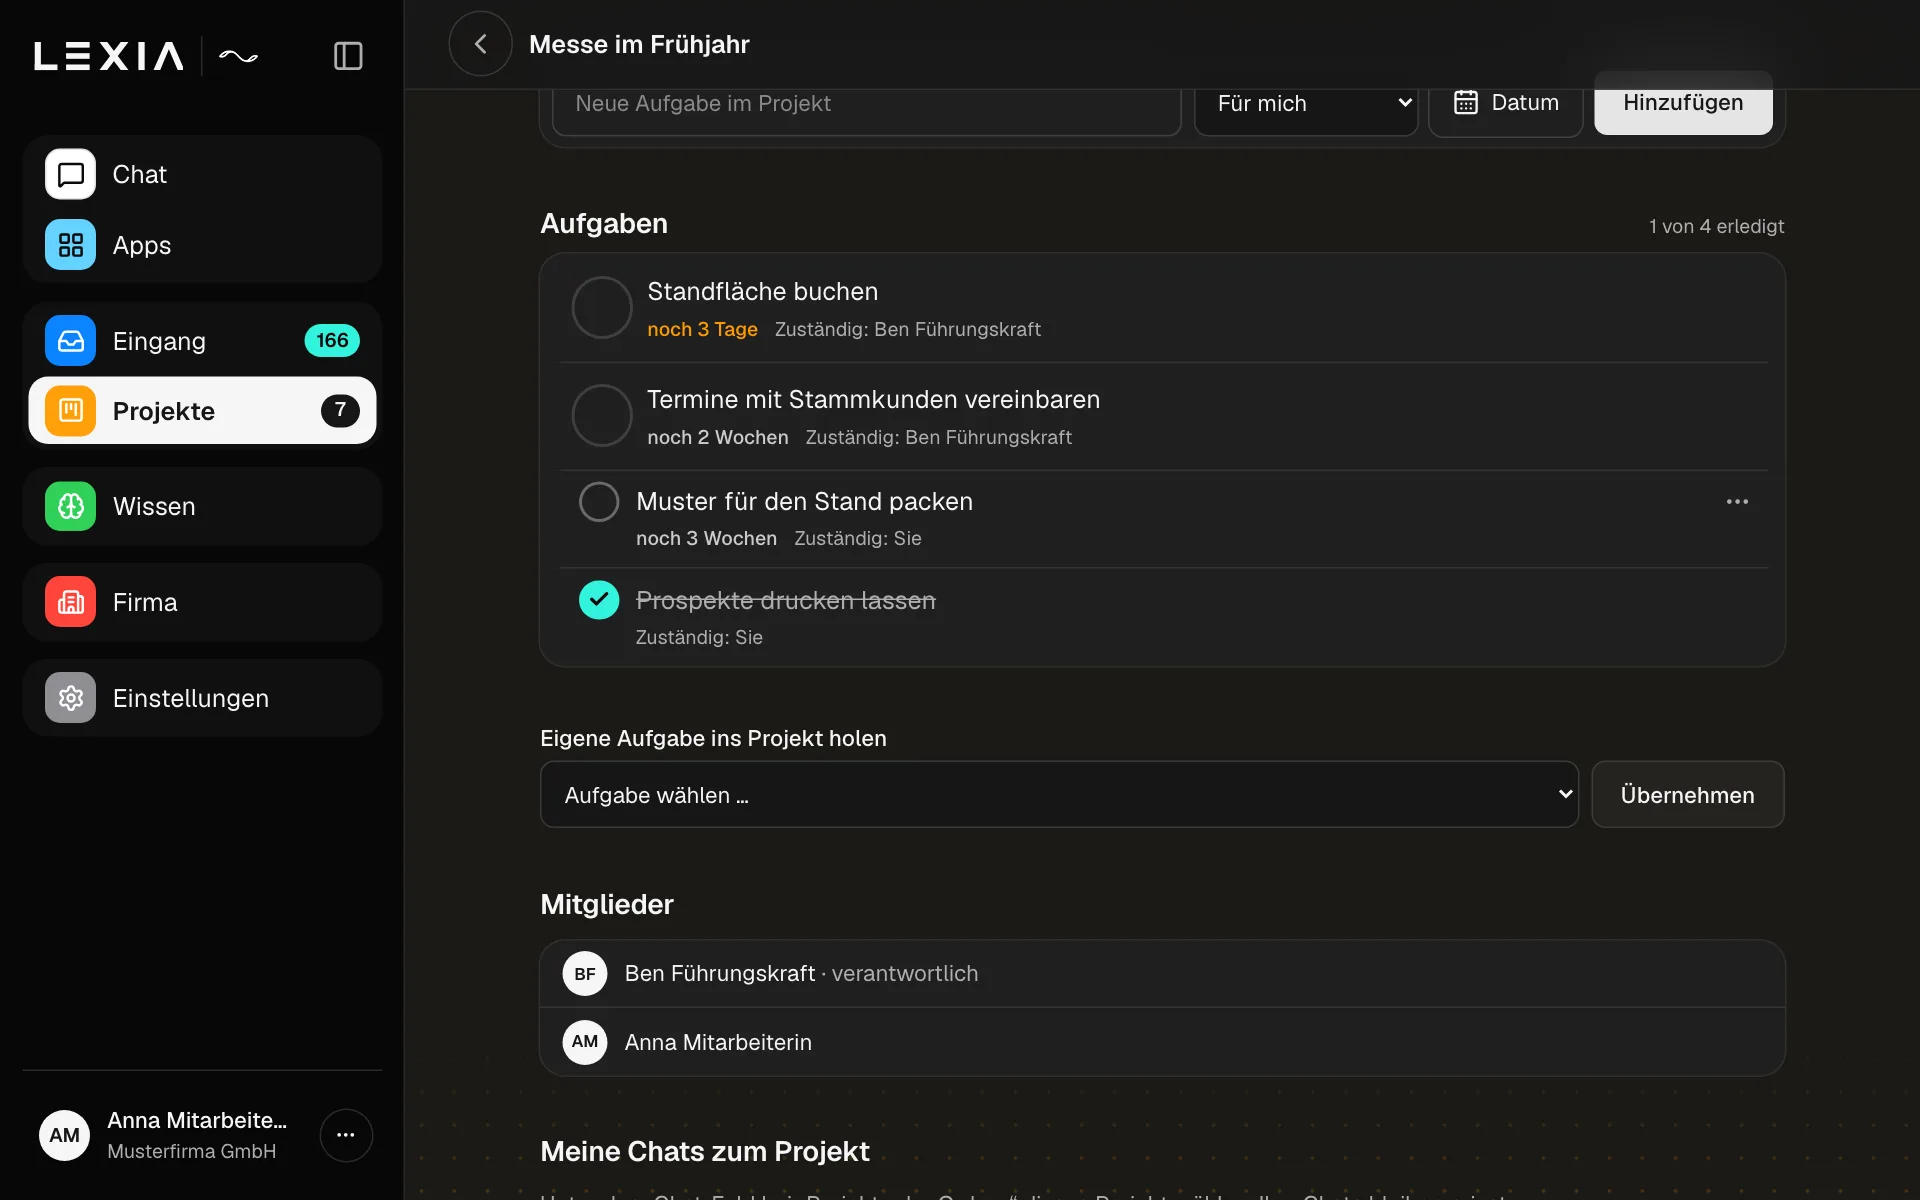 LEXIA
Messe im Frühjahr
Neue Aufgabe im Projekt
Für mich
Datum
Hinzufügen
Chat
Apps
Eingang
166
Projekte
7
Wissen
Firma
Einstellungen
Aufgaben
1 von 4 erledigt
Standfläche buchen
noch 3 Tage Zuständig: Ben Führungskraft
Termine mit Stammkunden vereinbaren
noch 2 Wochen Zuständig: Ben Führungskraft
Muster für den Stand packen
noch 3 Wochen Zuständig: Sie
Prospekte drucken lassen
Zuständig: Sie
Eigene Aufgabe ins Projekt holen
Aufgabe wählen ...
Übernehmen
Mitglieder
BF Ben Führungskraft · verantwortlich
AM Anna Mitarbeiterin
Meine Chats zum Projekt
AM
Anna Mitarbeite...
Musterfirma GmbH